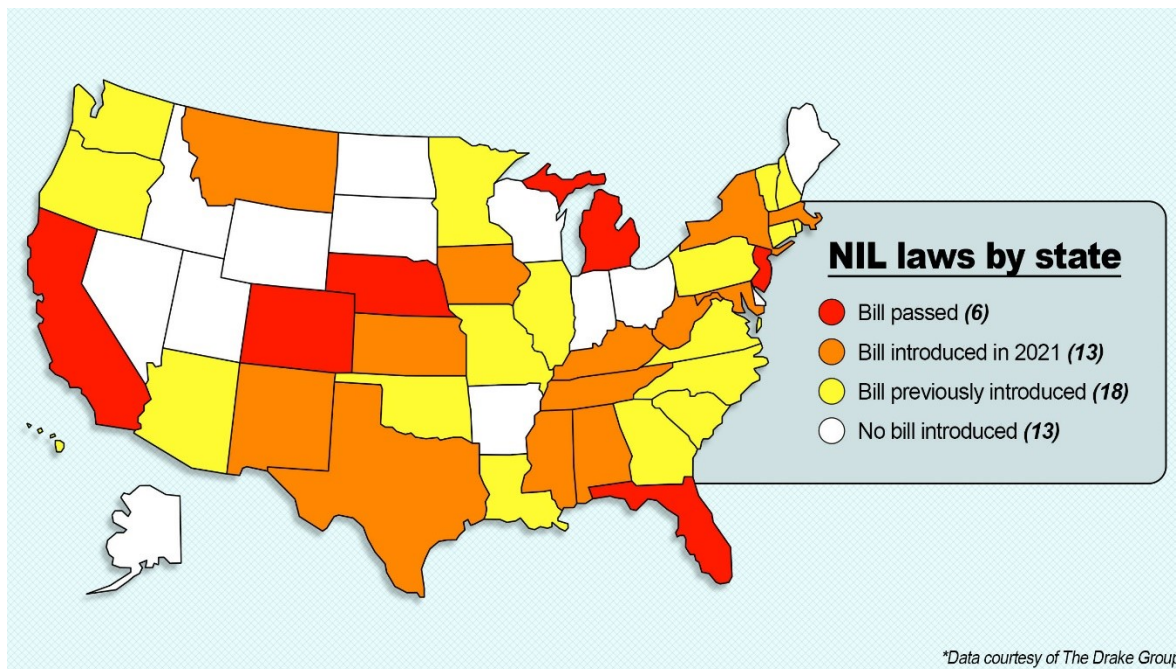 NIL laws by state
Bill passed (6)
Bill introduced in 2021 (13)
Bill previously introduced (18)
No bill introduced (13)
*Data courtesy of The Drake Group